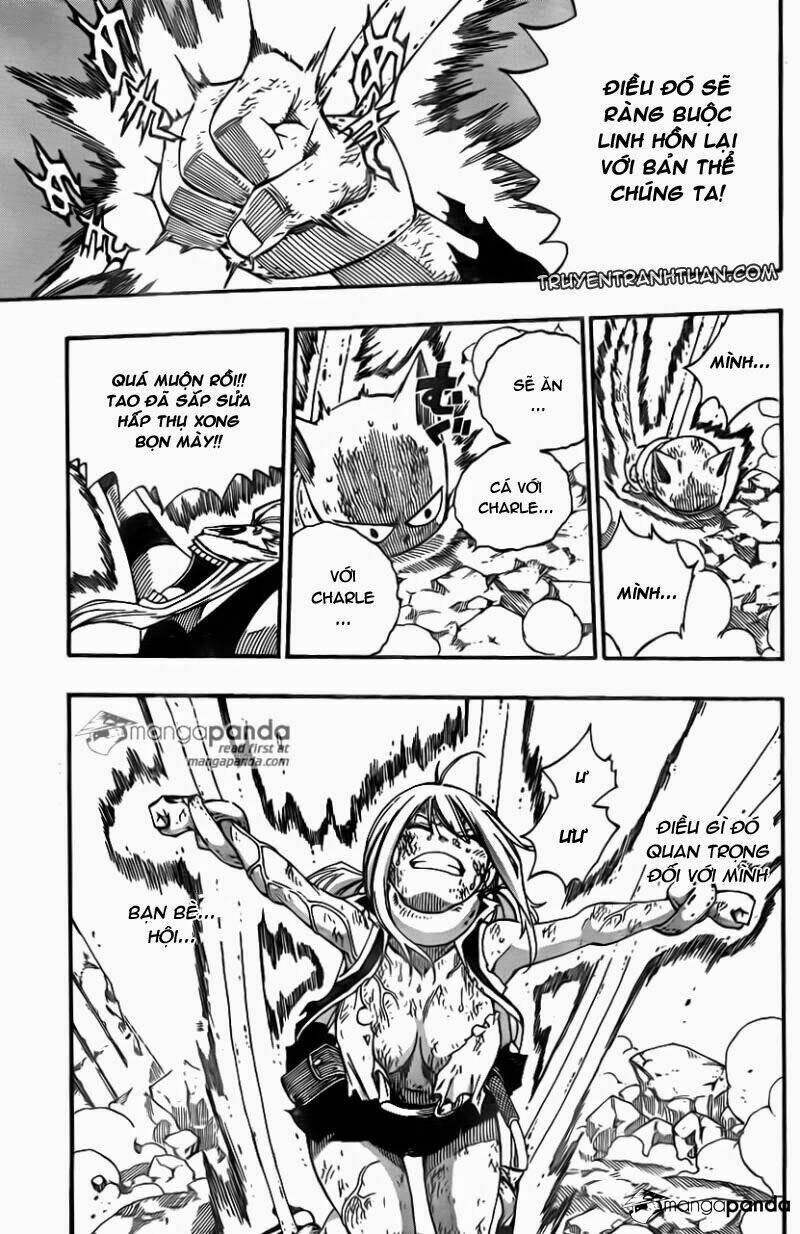 ĐIỀU ĐÓ SẼ
RÀNG BUỘC
LINH HỒN LẠI
VỚI BẢN THỂ
CHÚNG TA!
TRUYENTRANHTUAN.COM
MÌNH...
MÌNH...
SẼ ĂN
...
CÁ VỚI
CHARLE...
VỚI
CHARLE
...
QUÁ MUỘN RỒI!!
TAO ĐÃ SẮP SỬA
HẤP THỤ XONG
BỌN MÀY!!
mangapanda
read first at
mangapanda.com
Ư
ƯƯ
ĐIỀU GÌ ĐÓ
QUAN TRỌNG
ĐỐI VỚI MÌNH
BẠN BÈ...
HỘI...
mangapanda